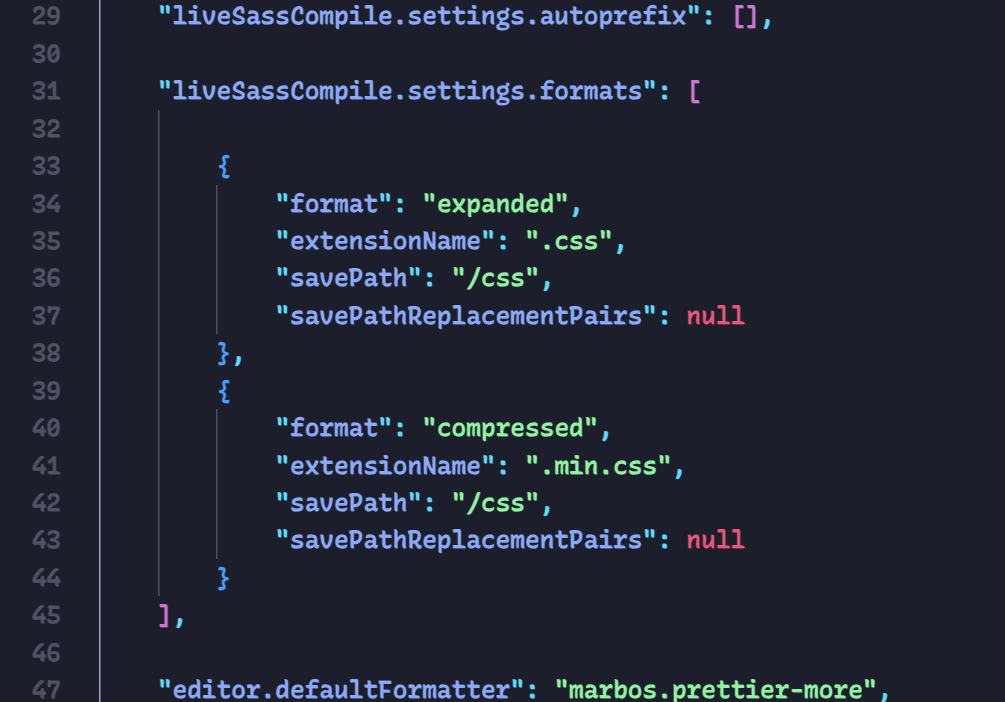 29 "liveSassCompile.settings.autoprefix": [],
30
31 "liveSassCompile.settings.formats": [
32
33 {
34 "format": "expanded",
35 "extensionName": ".css",
36 "savePath": "/css",
37 "savePathReplacementPairs": null
38 },
39 {
40 "format": "compressed",
41 "extensionName": ".min.css",
42 "savePath": "/css",
43 "savePathReplacementPairs": null
44 }
45 ],
46
47 "editor.defaultFormatter": "marbos.prettier-more",